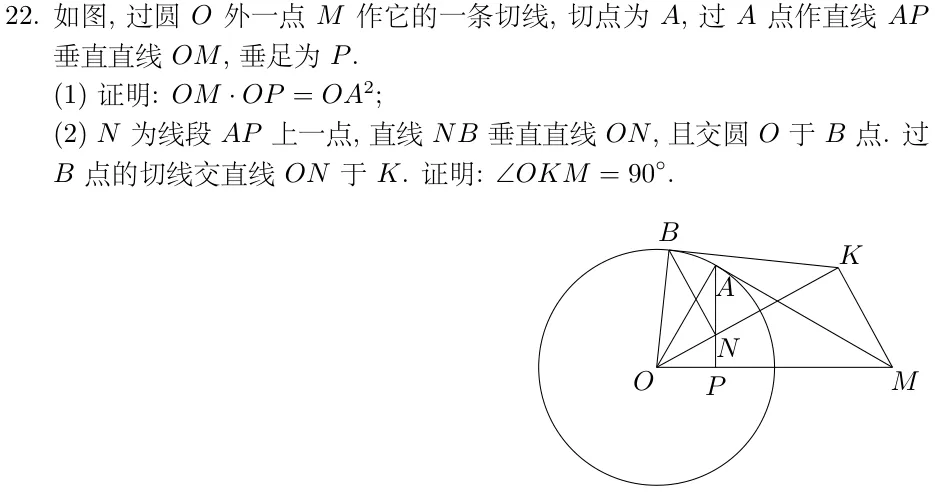 22. 如图, 过圆 O 外一点 M 作它的一条切线, 切点为 A, 过 A 点作直线 AP
垂直直线 OM, 垂足为 P.
(1) 证明: OM · OP = OA²;
(2) N 为线段 AP 上一点, 直线 NB 垂直直线 ON, 且交圆 O 于 B 点. 过
B 点的切线交直线 ON 于 K. 证明: ∠OKM = 90°.
B
K
A
N
O
P
M